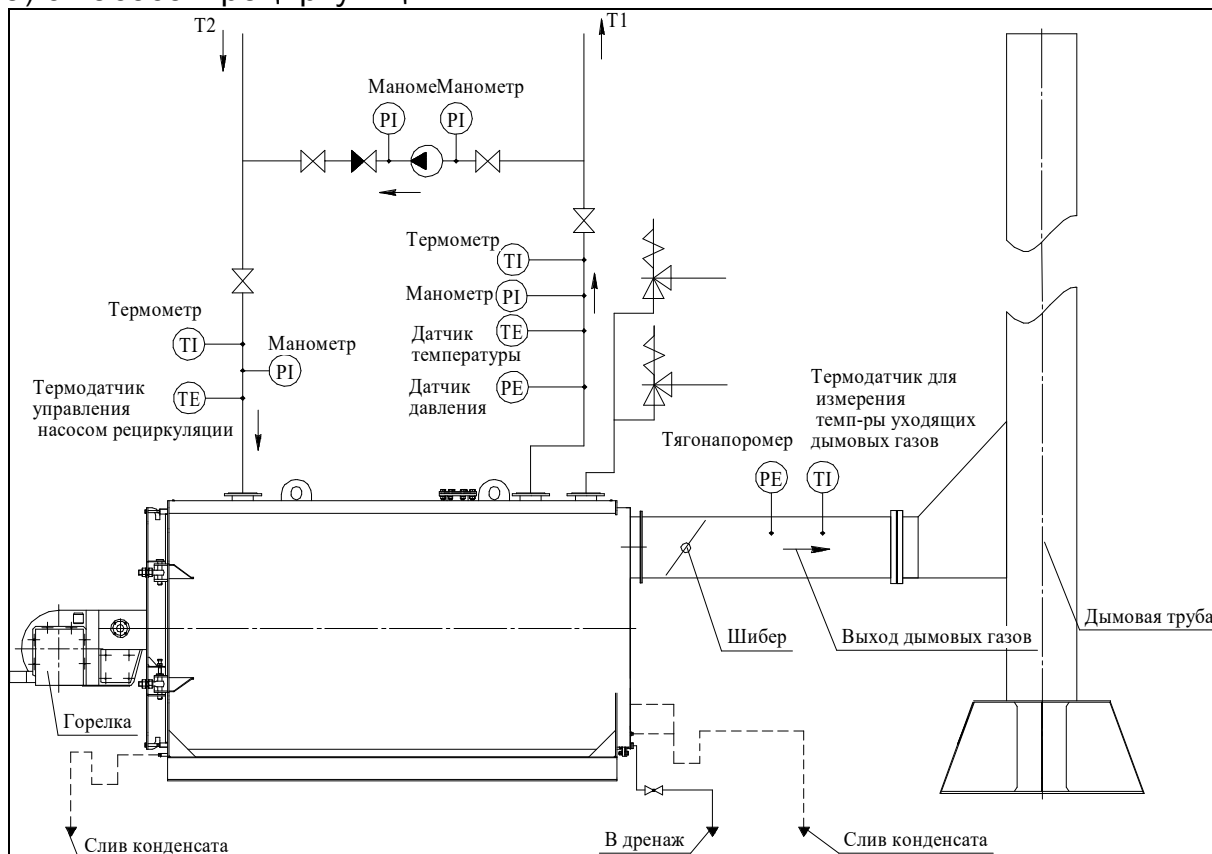 T2
T1
Маноме
Манометр
PI
PI
Термометр
TI
Манометр
PI
Датчик
температуры
TE
Датчик
давления
PE
Термометр
TI
Манометр
PI
Термодатчик
управления
насосом рециркуляции
TE
Термодатчик для
измерения
темп-ры уходящих
дымовых газов
Тягонапоромер
PE
TI
Шибер
Выход дымовых газов
Дымовая труба
Горелка
Слив конденсата
В дренаж
Слив конденсата